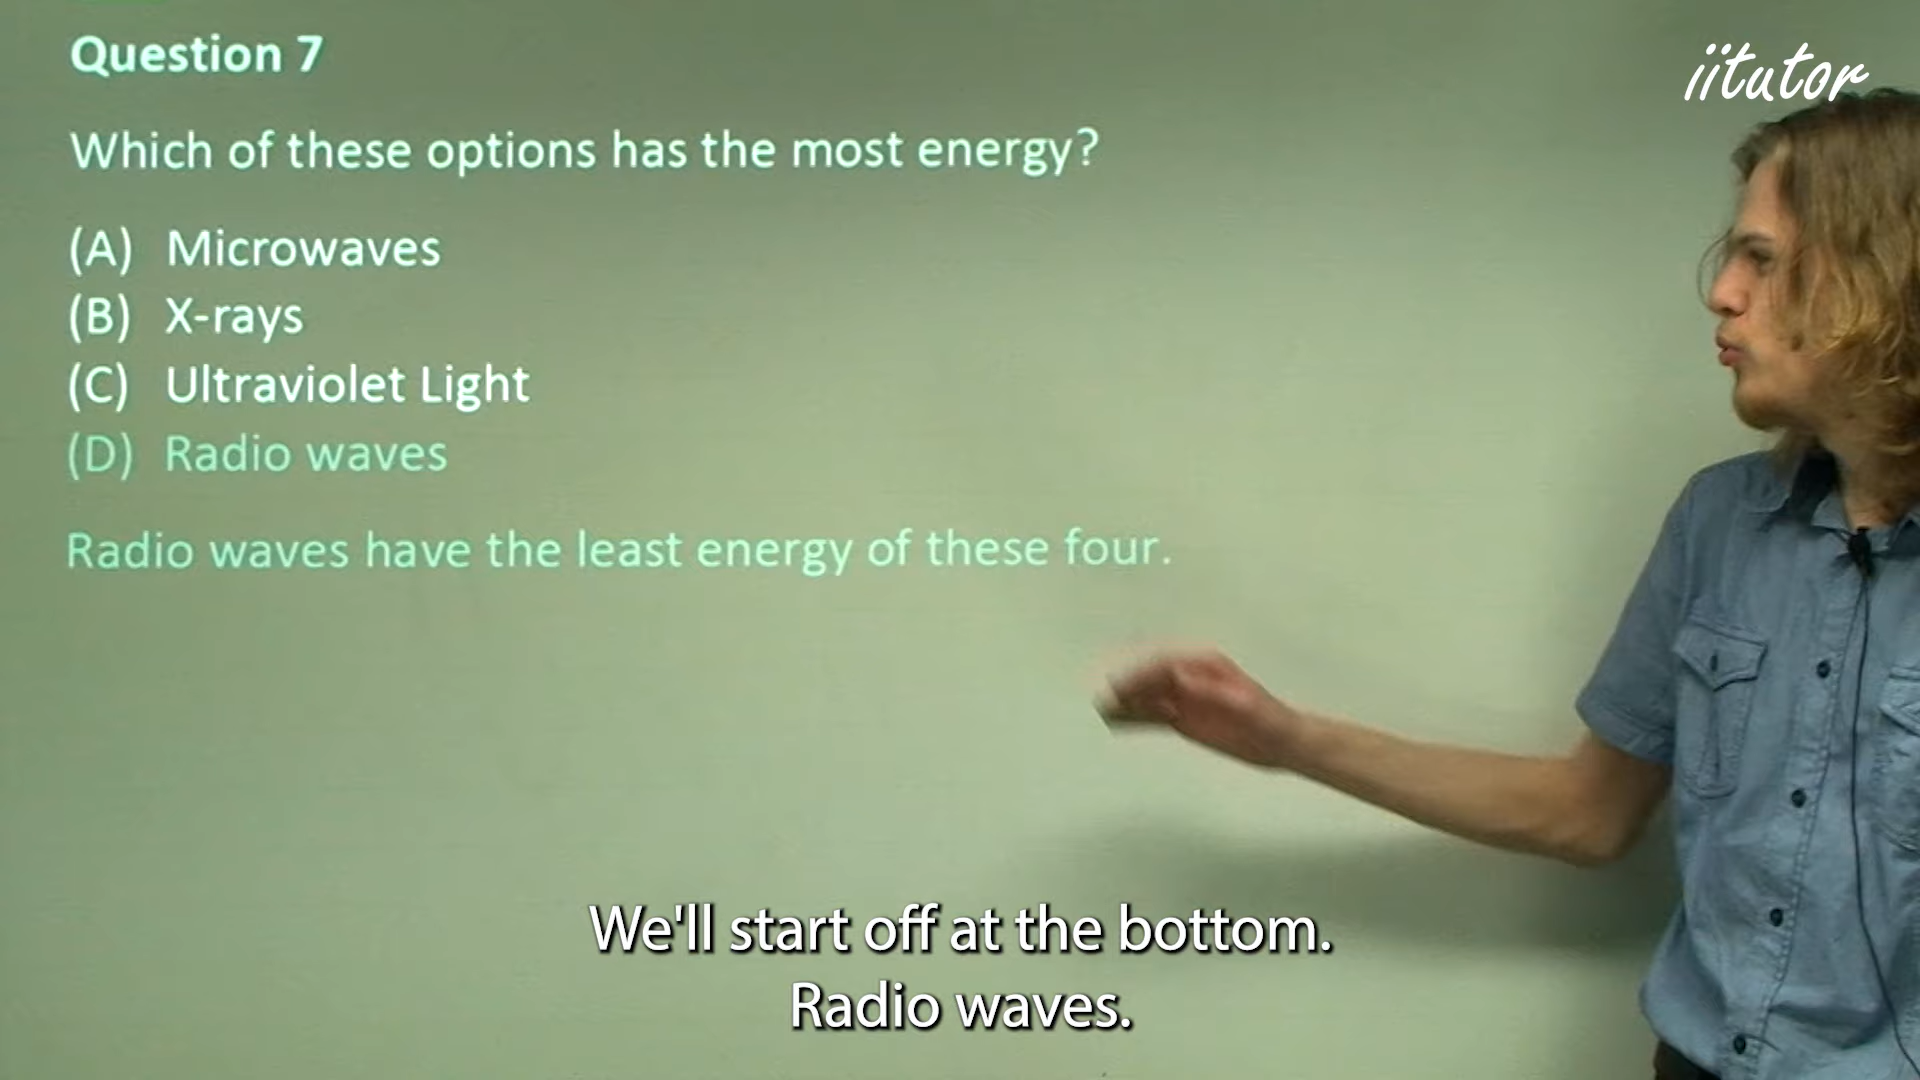 Question 7
iitutor
Which of these options has the most energy?
(A) Microwaves
(B) X-rays
(C) Ultraviolet Light
(D) Radio waves
Radio waves have the least energy of these four.
We'll start off at the bottom.
Radio waves.